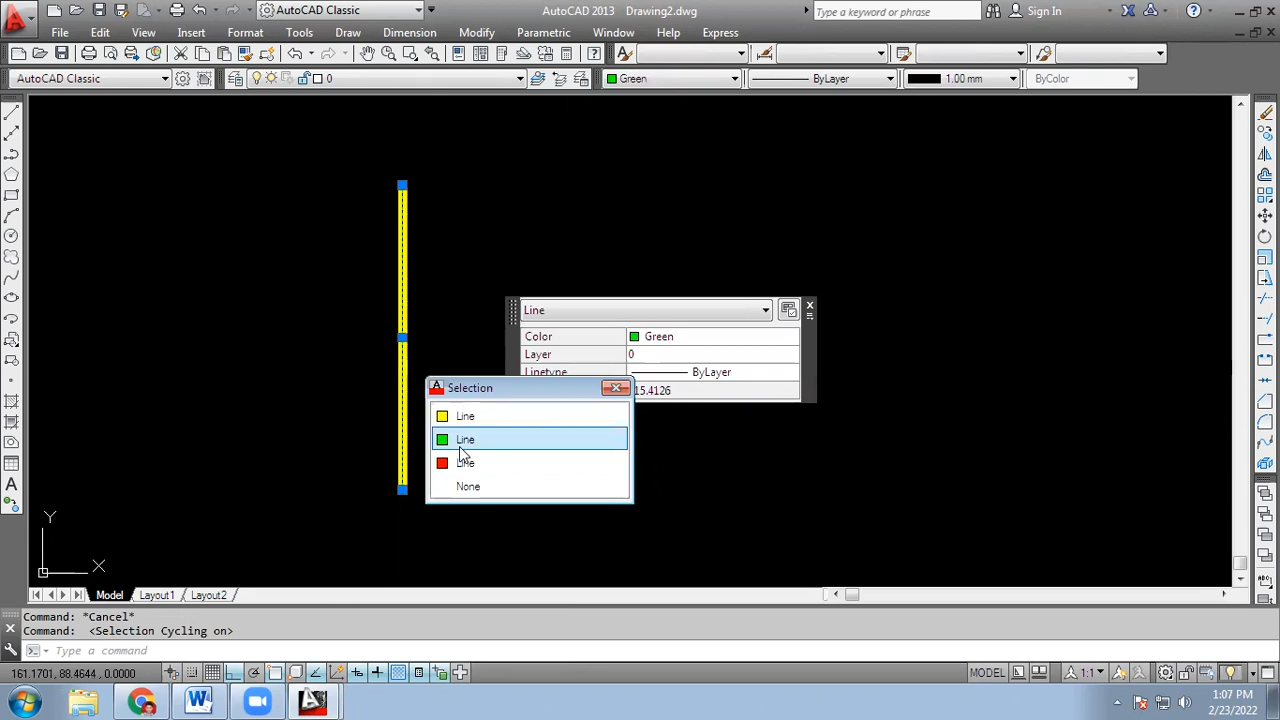 AutoCAD Classic
AutoCAD 2013 Drawing2.dwg
Type a keyword or phrase
Sign In
File Edit View Insert Format Tools Draw Dimension Modify Parametric Window Help Express
AutoCAD Classic
0
Green
ByLayer
1.00 mm
ByColor
Line
Color Green
Layer 0
Linetype ByLayer
15.4126
Selection
Line
Line
Line
None
Y
X
Model Layout1 Layout2
Command: *Cancel*
Command: <Selection Cycling on>
Type a command
161.1701, 88.4644, 0.0000
MODEL
1:1
1:07 PM
2/23/2022